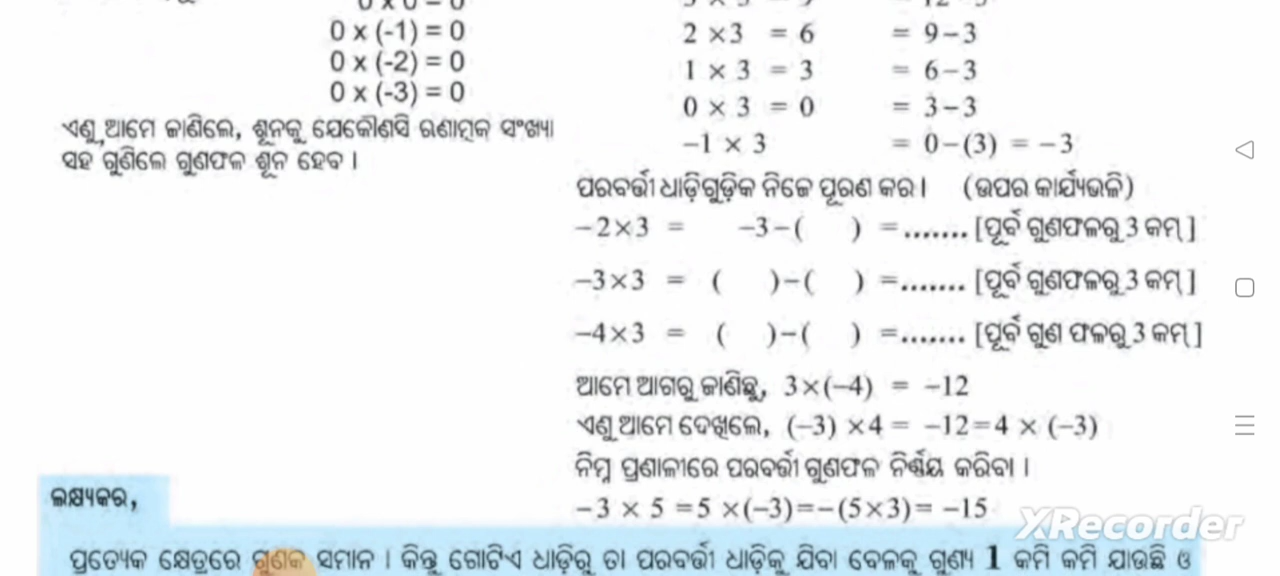 0 x (-1) = 0
0 x (-2) = 0
0 x (-3) = 0
ଏଣୁ ଆମେ ଜାଣିଲେ, ଶୂନକୁ ଯେକୌଣସି ଋଣାତ୍ମକ ସଂଖ୍ୟା
ସହ ଗୁଣିଲେ ଗୁଣଫଳ ଶୂନ ହେବ ।
2 ×3 = 6 = 9−3
1 × 3 = 3 = 6−3
0 × 3 = 0 = 3−3
−1 × 3 = 0−(3) = −3
ପରବର୍ତ୍ତୀ ଧାଡ଼ିଗୁଡ଼ିକ ନିଜେ ପୂରଣ କର। (ଉପର କାର୍ଯ୍ୟଭଳି)
−2×3 = −3−( ) =....... [ପୂର୍ବ ଗୁଣଫଳରୁ 3 କମ୍]
−3×3 = ( )−( ) =....... [ପୂର୍ବ ଗୁଣଫଳରୁ 3 କମ୍]
−4×3 = ( )−( ) =....... [ପୂର୍ବ ଗୁଣ ଫଳରୁ 3 କମ୍]
ଆମେ ଆଗରୁ ଜାଣିଛୁ, 3×(−4) = −12
ଏଣୁ ଆମେ ଦେଖିଲେ, (−3) ×4 = −12=4 × (−3)
ନିମ୍ନ ପ୍ରଣାଳୀରେ ପରବର୍ତ୍ତୀ ଗୁଣଫଳ ନିର୍ଣ୍ଣୟ କରିବା ।
−3 × 5 =5 ×(−3)=−(5×3)= −15
XRecorder
ଲକ୍ଷ୍ୟକର,
ପ୍ରତ୍ୟେକ କ୍ଷେତ୍ରରେ ଗୁଣକ ସମାନ । କିନ୍ତୁ ଗୋଟିଏ ଧାଡ଼ିରୁ ତା ପରବର୍ତ୍ତୀ ଧାଡ଼ିକୁ ଯିବା ବେଳକୁ ଗୁଣ୍ୟ 1 କମି କମି ଯାଉଛି ଓ